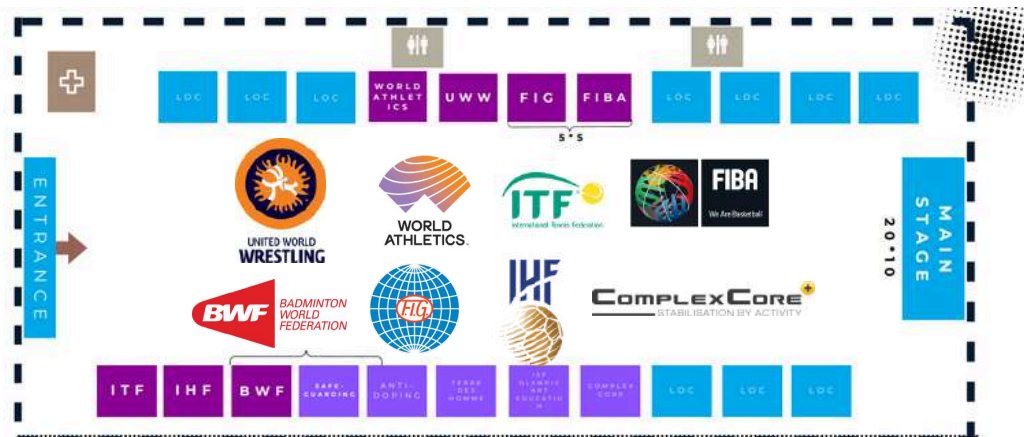 LOC
LOC
LOC
WORLD
ATHLET
ICS
UWW
FIG
FIBA
LOC
LOC
LOC
LOC
5*5
ENTRANCE
UNITED WORLD
WRESTLING
WORLD
ATHLETICS.
ITF
International Tennis Federation
FIBA
We Are Basketball
MAIN
STAGE
20*10
BWF
BADMINTON
WORLD
FEDERATION
F.I.G
IHF
COMPLEXCORE+
STABILISATION BY ACTIVITY
ITF
IHF
BWF
SAFE-
GUARDING
ANTI-
DOPING
TERRE
DES
HOMME
OLYMPIC
ART
EDUCATIO
N
COMPLEX
CORE
LOC
LOC
LOC